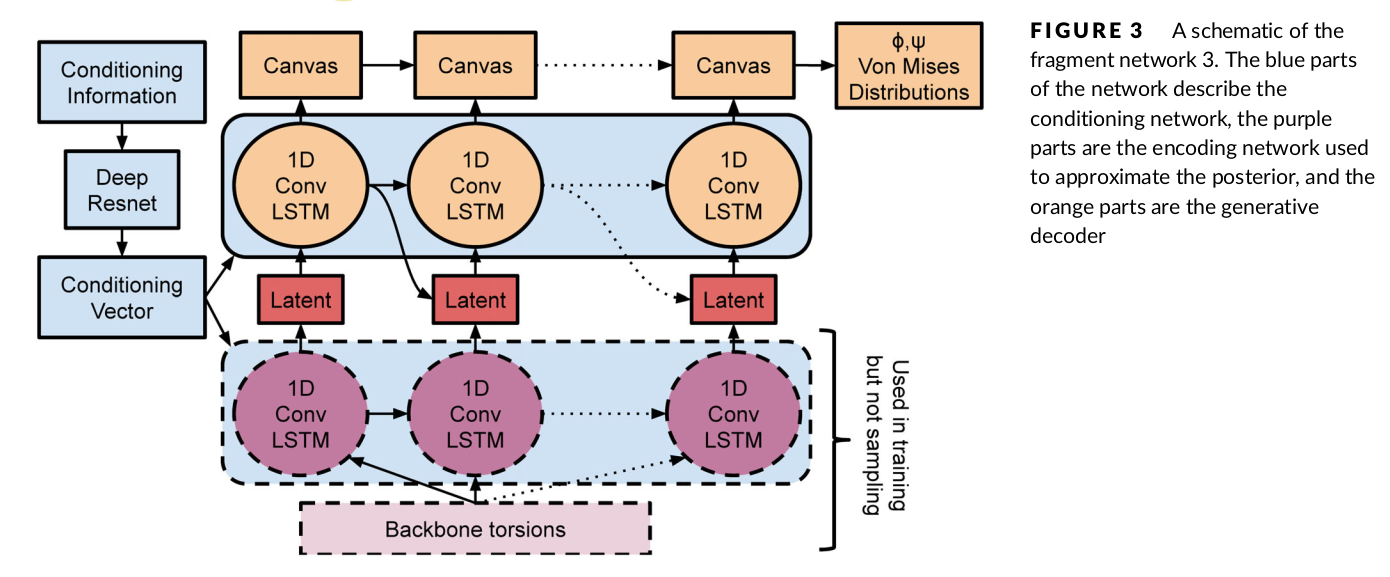 Conditioning
Information
Deep
Resnet
Conditioning
Vector
Canvas
Canvas
Canvas
ϕ,ψ
Von Mises
Distributions
1D
Conv
LSTM
1D
Conv
LSTM
1D
Conv
LSTM
Latent
Latent
Latent
1D
Conv
LSTM
1D
Conv
LSTM
1D
Conv
LSTM
Backbone torsions
Used in training
but not sampling
FIGURE 3 A schematic of the
fragment network 3. The blue parts
of the network describe the
conditioning network, the purple
parts are the encoding network used
to approximate the posterior, and the
orange parts are the generative
decoder